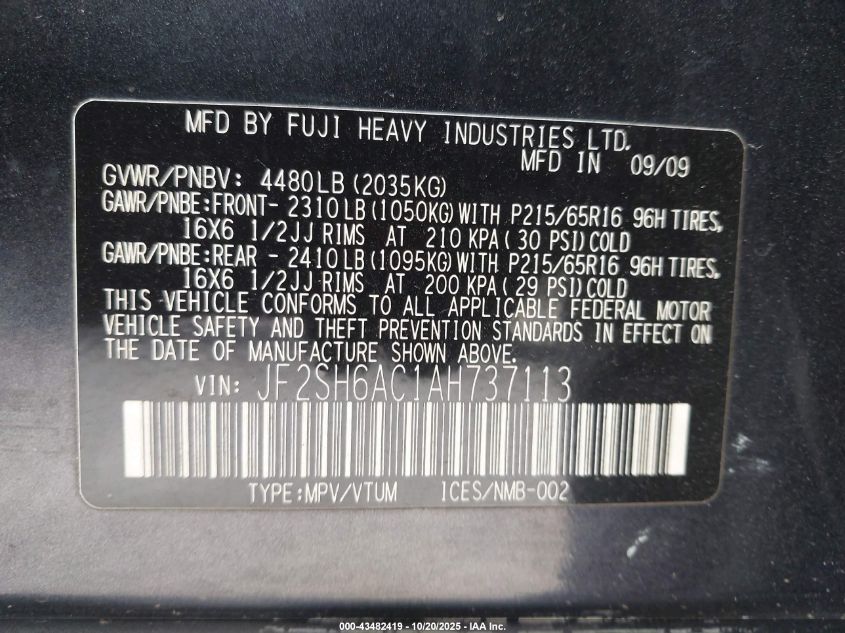 MFD BY FUJI HEAVY INDUSTRIES LTD.
MFD IN 09/09
GVWR/PNBV: 4480LB (2035KG)
GAWR/PNBE:FRONT- 2310LB (1050KG) WITH P215/65R16 96H TIRES,
16X6 1/2JJ RIMS AT 210 KPA ( 30 PSI) COLD
GAWR/PNBE:REAR - 2410LB (1095KG) WITH P215/65R16 96H TIRES,
16X6 1/2JJ RIMS AT 200 KPA ( 29 PSI) COLD
THIS VEHICLE CONFORMS TO ALL APPLICABLE FEDERAL MOTOR
VEHICLE SAFETY AND THEFT PREVENTION STANDARDS IN EFFECT ON
THE DATE OF MANUFACTURE SHOWN ABOVE.
VIN: JF2SH6AC1AH737113
TYPE:MPV/VTUM ICES/NMB-002
000-43482419 - 10/20/2025 - IAA Inc.